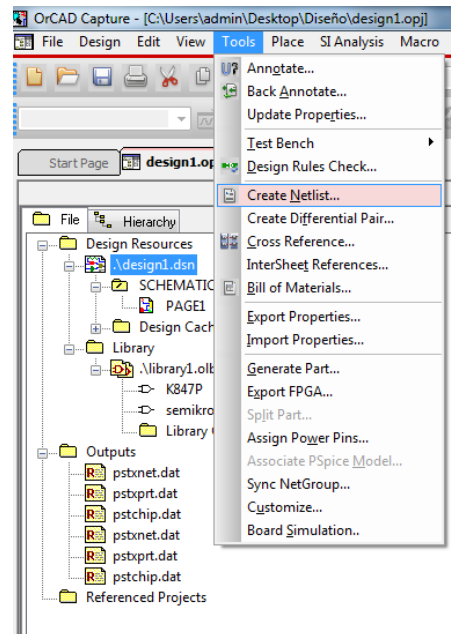 OrCAD Capture - [C:\Users\admin\Desktop\Diseño\design1.opj]
File Design Edit View Tools Place SI Analysis Macro
Annotate...
Back Annotate...
Update Properties...
Test Bench
Design Rules Check...
Create Netlist...
Create Differential Pair...
Cross Reference...
InterSheet References...
Bill of Materials...
Export Properties...
Import Properties...
Generate Part...
Export FPGA...
Split Part...
Assign Power Pins...
Associate PSpice Model...
Sync NetGroup...
Customize...
Board Simulation..
Start Page design1.op
File Hierarchy
Design Resources
.\design1.dsn
SCHEMATIC
PAGE1
Design Cach
Library
.\library1.olb
K847P
semikro
Library
Outputs
pstxnet.dat
pstxprt.dat
pstchip.dat
pstxnet.dat
pstxprt.dat
pstchip.dat
Referenced Projects